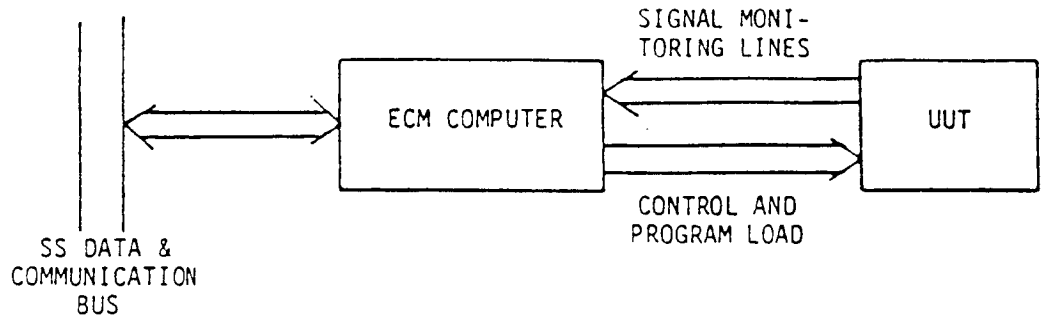 SIGNAL MONI-
TORING LINES
ECM COMPUTER
UUT
CONTROL AND
PROGRAM LOAD
SS DATA &
COMMUNICATION
BUS